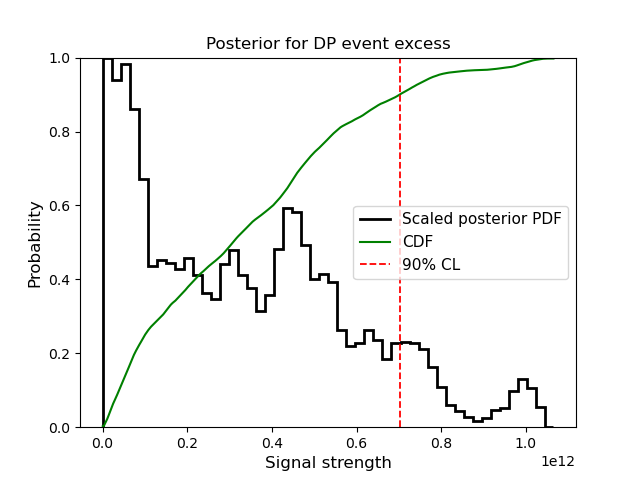 Posterior for DP event excess
Probability
1.0
0.8
0.6
0.4
0.2
0.0
Scaled posterior PDF
CDF
90% CL
0.0
0.2
0.4
0.6
0.8
1.0
1e12
Signal strength